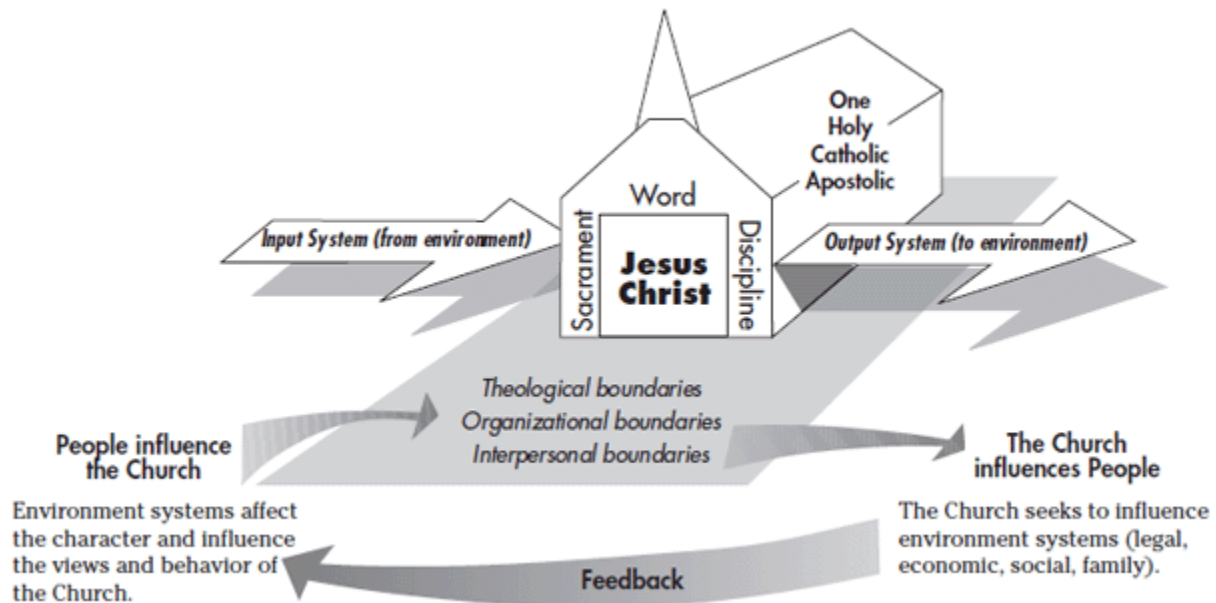 One
Holy
Catholic
Apostolic
Word
Sacrament
Jesus
Christ
Discipline
Input System (from environment)
Output System (to environment)
Theological boundaries
Organizational boundaries
Interpersonal boundaries
People influence
the Church
Environment systems affect
the character and influence
the views and behavior of
the Church.
The Church
influences People
The Church seeks to influence
environment systems (legal,
economic, social, family).
Feedback